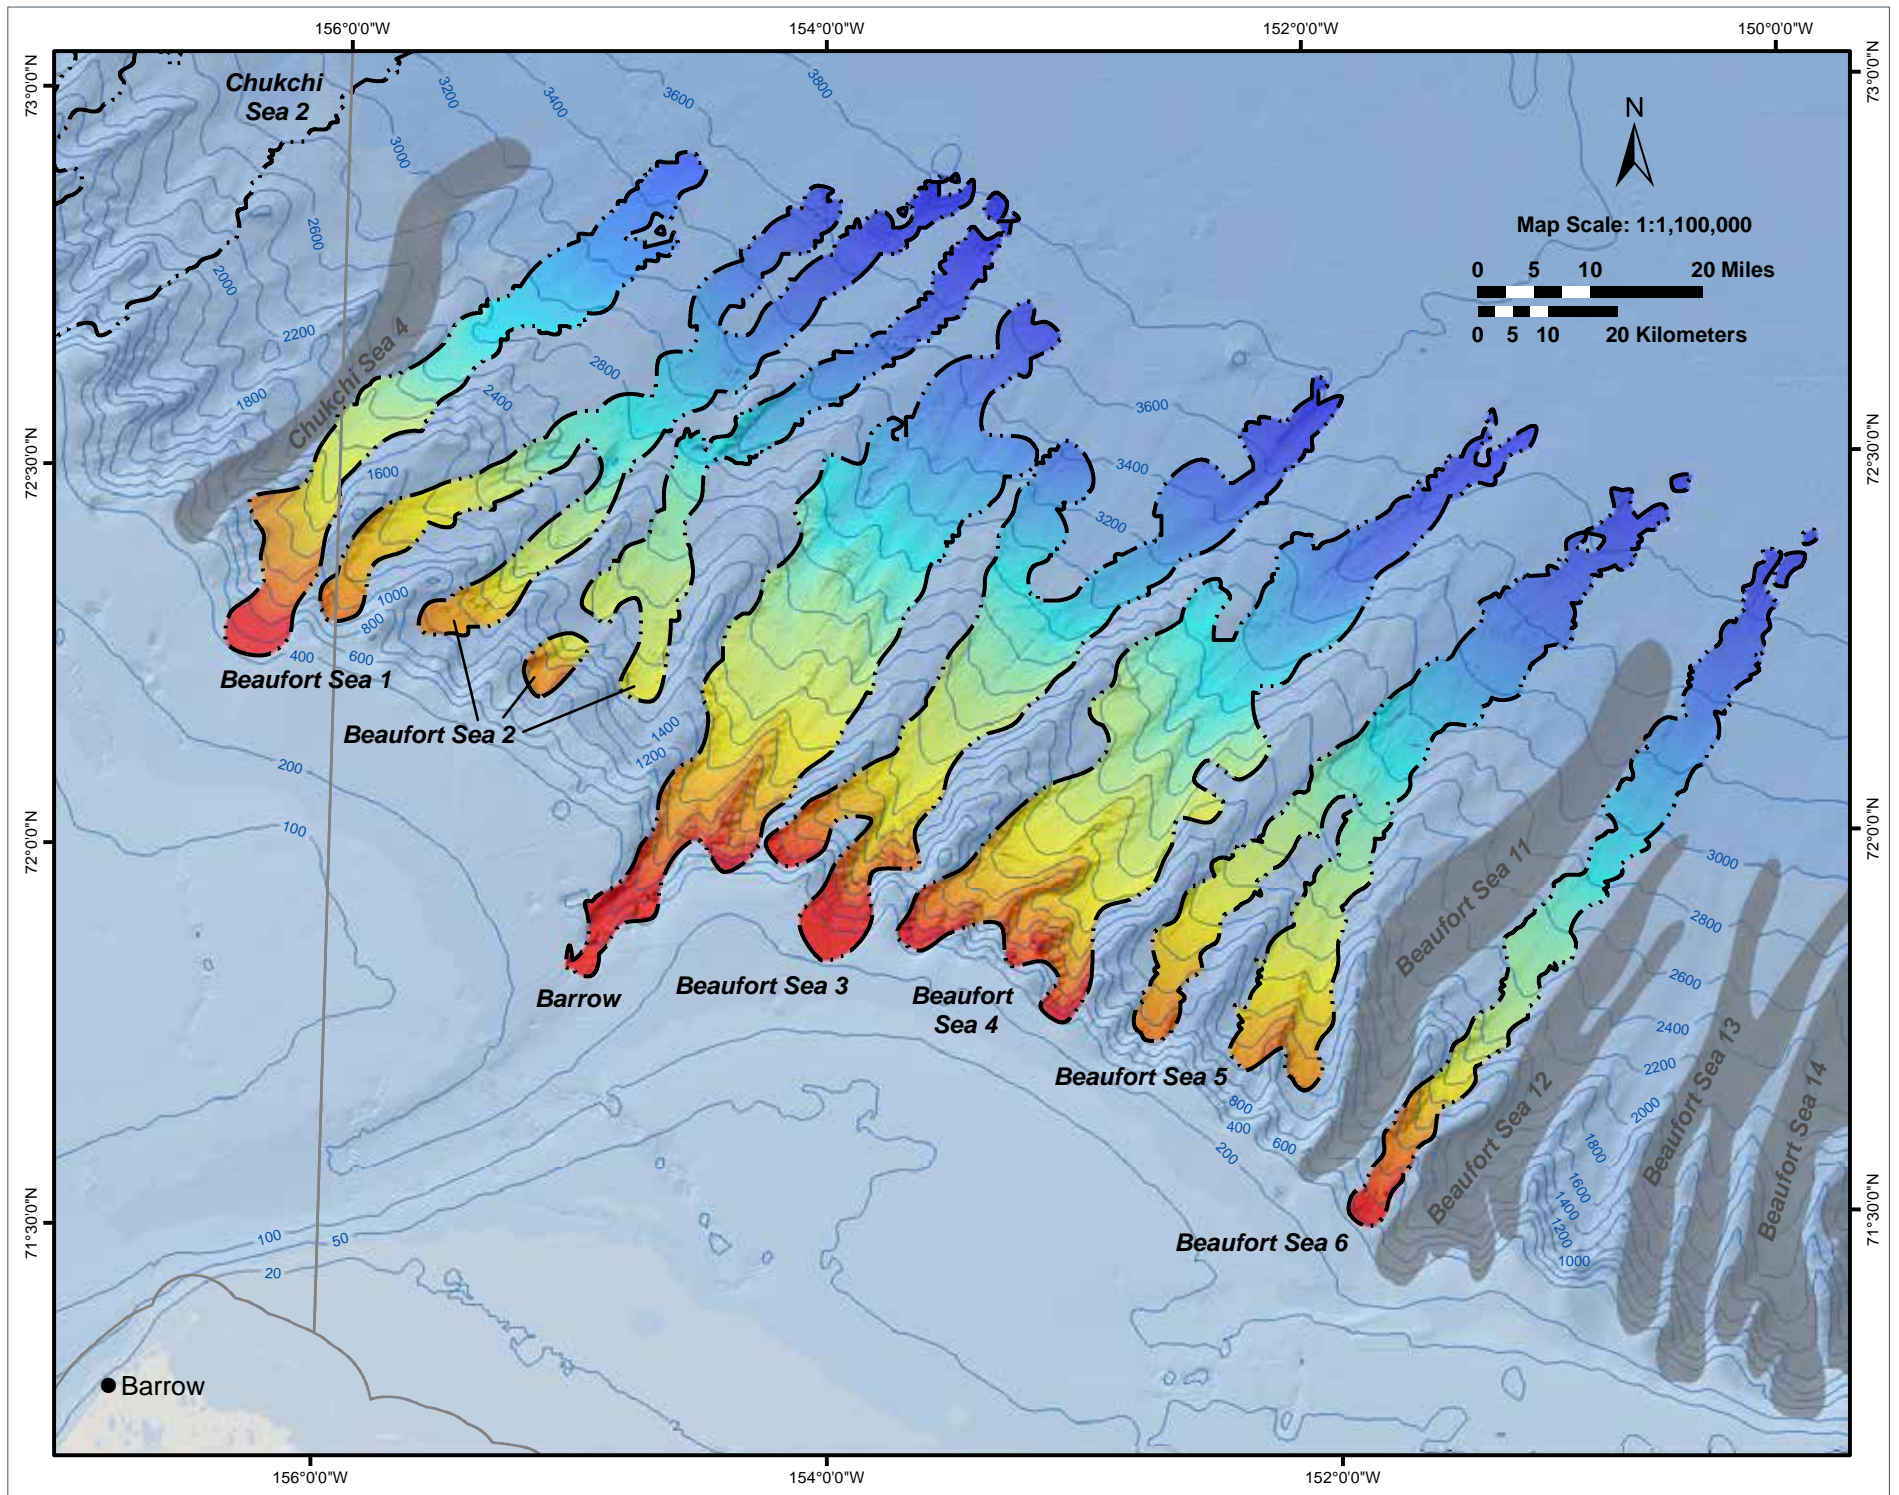 156°0'0"W
154°0'0"W
152°0'0"W
150°0'0"W
73°0'0"N
73°0'0"N
Chukchi
Sea 2
3200
3400
3600
3800
3000
N
Map Scale: 1:1,100,000
0 5 10 20 Miles
0 5 10 20 Kilometers
2600
2000
2200
1800
Chukchi Sea 4
2800
2400
3600
72°30'0"N
72°30'0"N
1600
3400
3200
1000
800
400
600
Beaufort Sea 1
Beaufort Sea 2
1400
1200
200
100
72°0'0"N
72°0'0"N
3000
2800
2600
2400
2200
2000
1800
1600
1400
1200
1000
Beaufort Sea 11
Barrow
Beaufort Sea 3
Beaufort
Sea 4
Beaufort Sea 5
Beaufort Sea 12
Beaufort Sea 13
Beaufort Sea 14
800
400
600
200
71°30'0"N
71°30'0"N
Beaufort Sea 6
100
50
20
Barrow
156°0'0"W
154°0'0"W
152°0'0"W